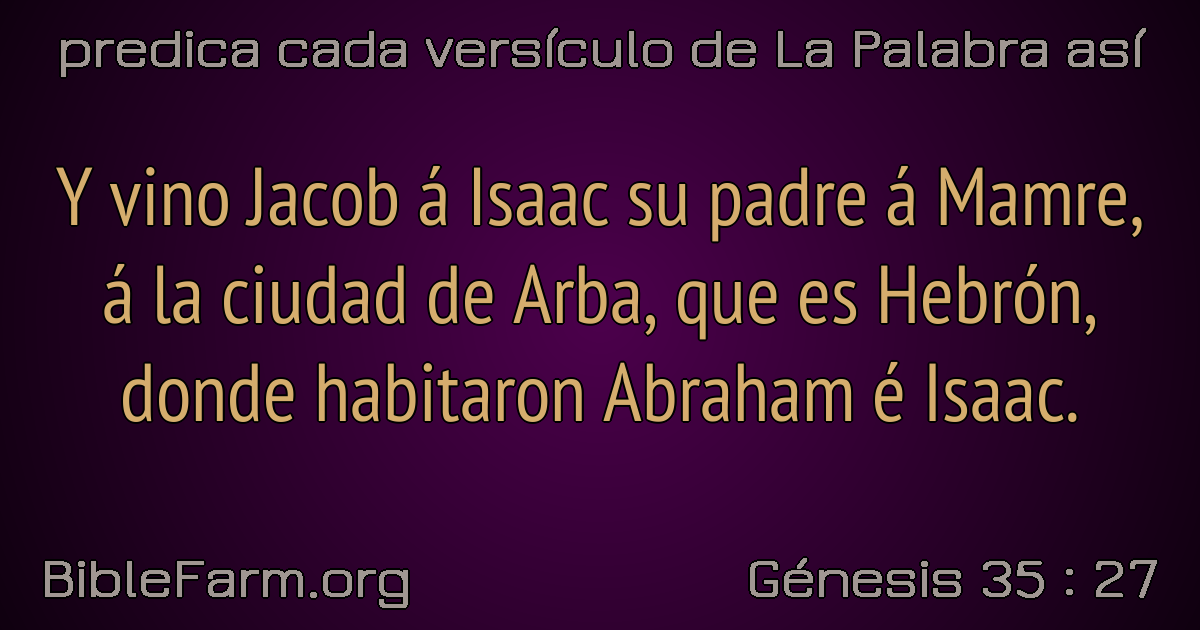 predica cada versículo de La Palabra así
Y vino Jacob á Isaac su padre á Mamre,
á la ciudad de Arba, que es Hebrón,
donde habitaron Abraham é Isaac.
BibleFarm.org
Génesis 35 : 27